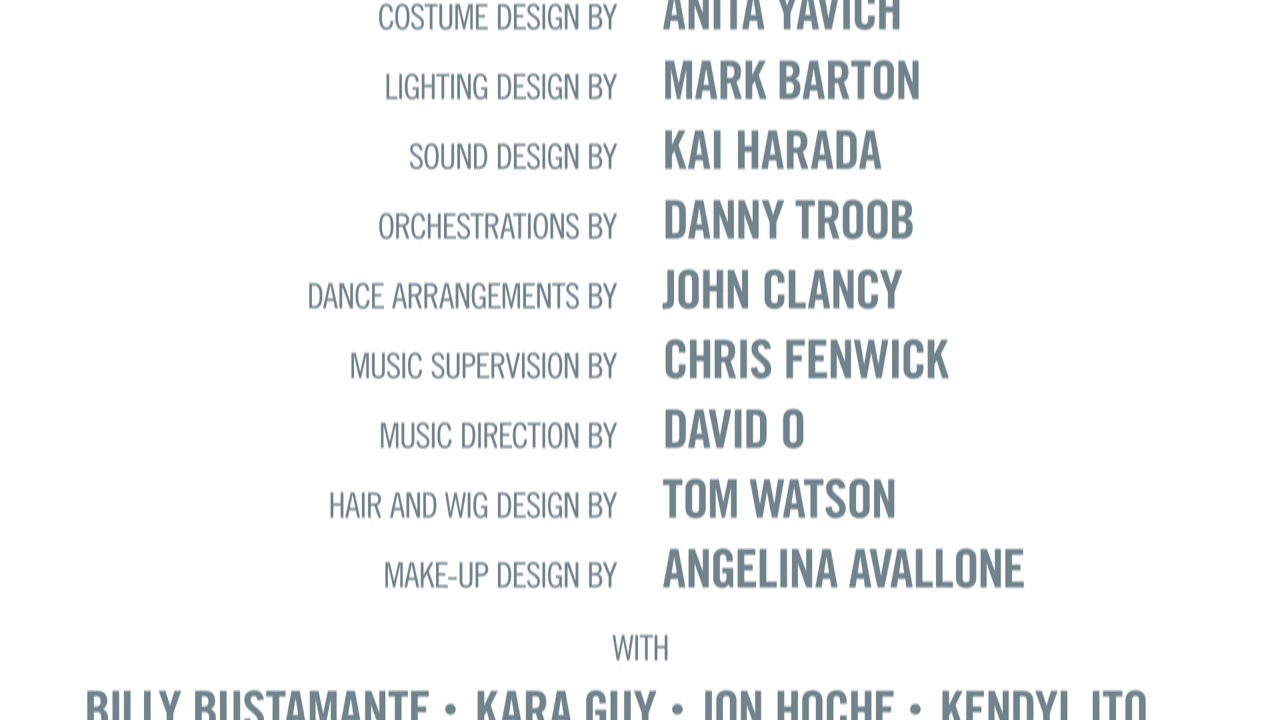 COSTUME DESIGN BY ANITA YAVICH
LIGHTING DESIGN BY MARK BARTON
SOUND DESIGN BY KAI HARADA
ORCHESTRATIONS BY DANNY TROOB
DANCE ARRANGEMENTS BY JOHN CLANCY
MUSIC SUPERVISION BY CHRIS FENWICK
MUSIC DIRECTION BY DAVID O
HAIR AND WIG DESIGN BY TOM WATSON
MAKE-UP DESIGN BY ANGELINA AVALLONE
WITH
BILLY BUSTAMANTE • KARA GUY • JON HOCHE • KENDYL ITO